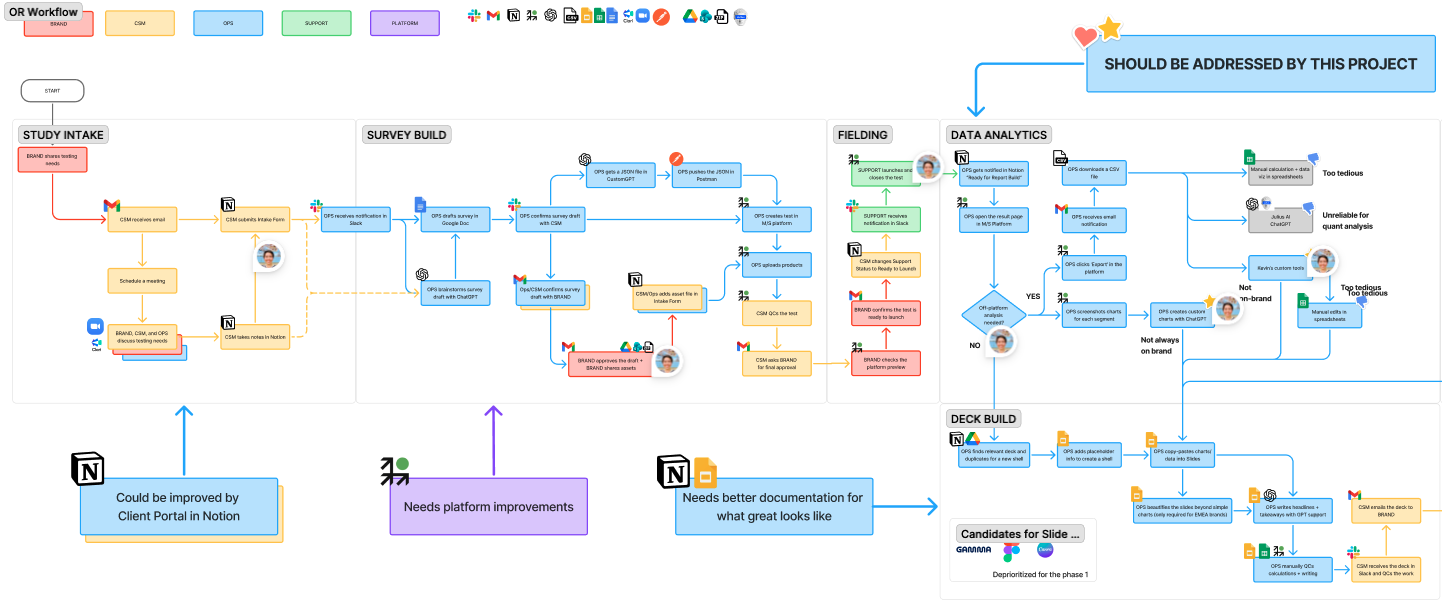 OR Workflow
BRAND
CSM
OPS
SUPPORT
PLATFORM
CSV
Clari
ZIP
SHOULD BE ADDRESSED BY THIS PROJECT
START
STUDY INTAKE
BRAND shares testing
needs
CSM receives email
CSM submits Intake Form
Schedule a meeting
BRAND, CSM, and OPS
discuss testing needs
Clari
CSM takes notes in Notion
SURVEY BUILD
OPS receives notification in
Slack
OPS drafts survey in
Google Doc
OPS brainstorms survey
draft with ChatGPT
OPS confirms survey draft
with CSM
Ops/CSM confirms survey
draft with BRAND
OPS gets a JSON file in
CustomGPT
OPS pushes the JSON in
Postman
CSM/Ops adds asset file in
Intake Form
BRAND approves the draft +
BRAND shares assets
ZIP
OPS creates test in
M/S platform
OPS uploads products
CSM QCs the test
CSM asks BRAND
for final approval
FIELDING
SUPPORT launches and
closes the test
SUPPORT receives
notification in Slack
CSM changes Support
Status to Ready to Launch
BRAND confirms the test is
ready to launch
BRAND checks the
platform preview
DATA ANALYTICS
OPS gets notified in Notion
"Ready for Report Build"
OPS open the result page
in M/S Platform
Off-platform
analysis
needed?
YES
NO
CSV
OPS downloads a CSV
file
OPS receives email
notification
OPS clicks 'Export' in the
platform
OPS screenshots charts
for each segment
OPS creates custom
charts with ChatGPT
Not always
on brand
Manual calculation + data
viz in spreadsheets
Too tedious
Julius AI
ChatGPT
Unreliable for
quant analysis
Kevin's custom tools
Not
on-brand
Too tedious
Too tedious
Manual edits in
spreadsheets
DECK BUILD
OPS finds relevant deck and
duplicates for a new shell
OPS adds placeholder
info to create a shell
OPS copy-pastes charts/
data into Slides
OPS beautifies the slides beyond simple
charts (only required for EMEA brands)
OPS writes headlines +
takeaways with GPT support
OPS manually QCs
calculations + writing
CSM emails the deck to
BRAND
CSM receives the deck in
Slack and QCs the work
Candidates for Slide ...
GAMMA
Canva
Deprioritized for the phase 1
Could be improved by
Client Portal in Notion
Needs platform improvements
Needs better documentation for
what great looks like